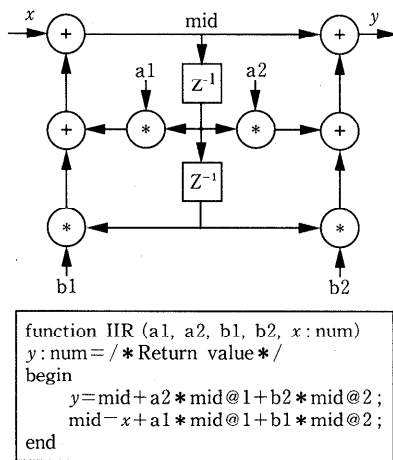 x mid y
+ +
a1 a2
Z⁻¹
+ * * +
Z⁻¹
* *
b1 b2
function IIR (a1, a2, b1, b2, x : num)
y : num= / * Return value * /
begin
y=mid+a2 * mid@1+b2 * mid@2 ;
mid−x+a1 * mid@1+b1 * mid@2 ;
end